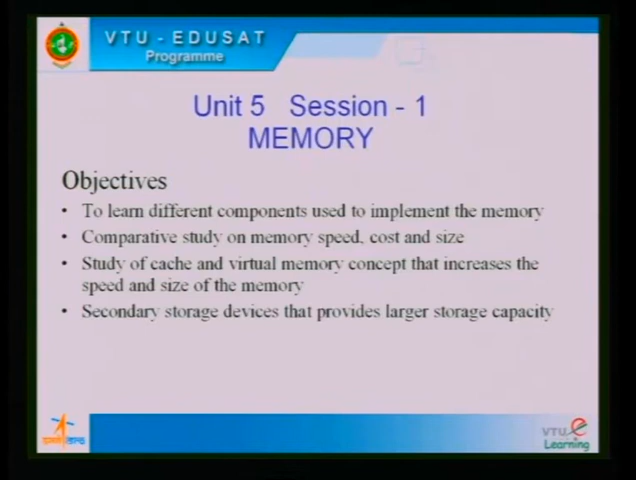 VTU - EDUSAT
Programme
Unit 5 Session - 1
MEMORY
Objectives
• To learn different components used to implement the memory
• Comparative study on memory speed, cost and size
• Study of cache and virtual memory concept that increases the
speed and size of the memory
• Secondary storage devices that provides larger storage capacity
VTU e
Learning